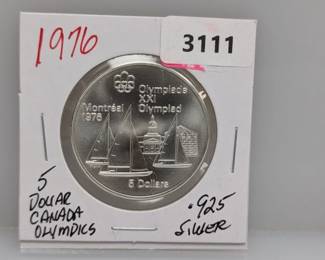 1976
3111
Olympiade
XXI
Olympiad
Montréal
1976
5 Dollars
5
DOLLAR
CANADA
OLYMPICS
.925
SILVER